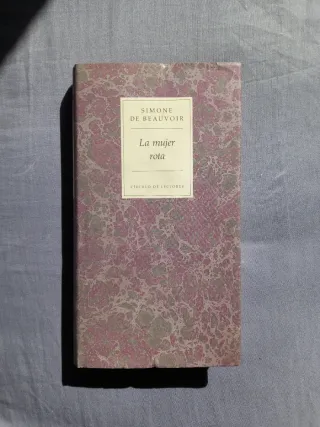 SIMONE
DE BEAUVOIR
La mujer
rota
CÍRCULO DE LECTORES